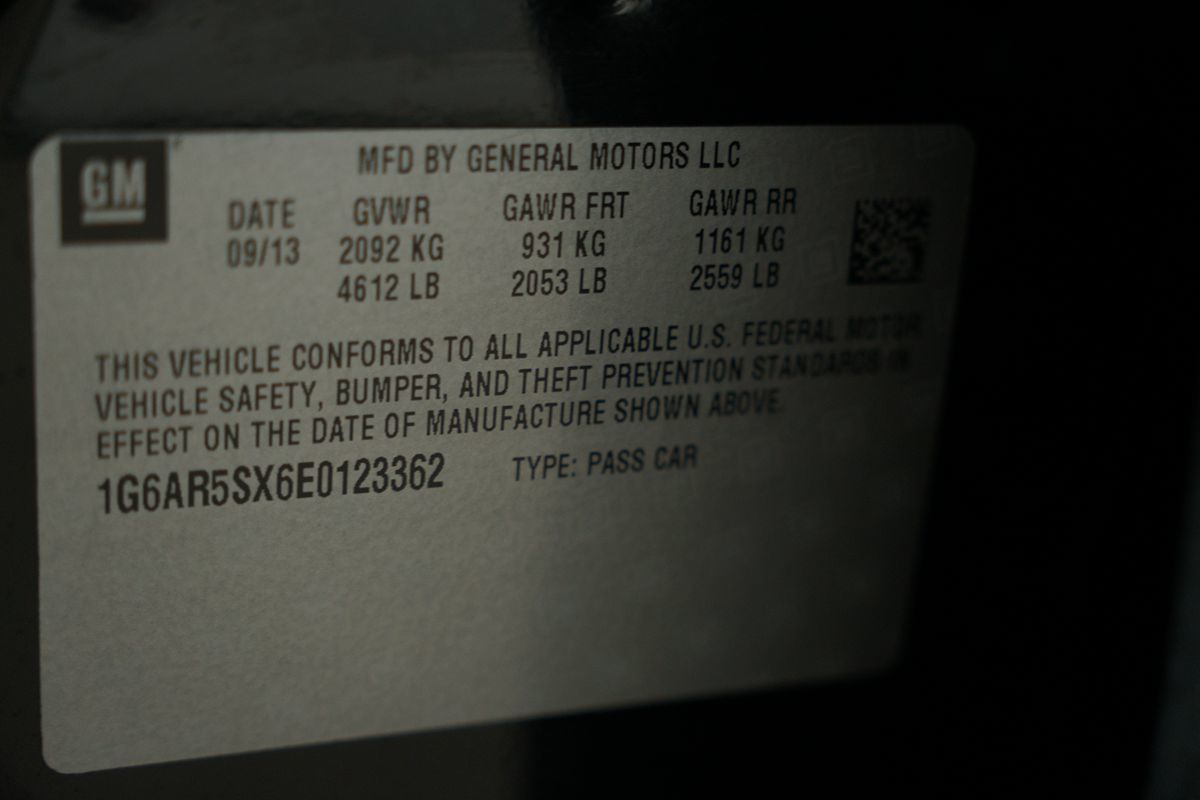 GM
MFD BY GENERAL MOTORS LLC
DATE GVWR GAWR FRT GAWR RR
09/13 2092 KG 931 KG 1161 KG
4612 LB 2053 LB 2559 LB
THIS VEHICLE CONFORMS TO ALL APPLICABLE U.S. FEDERAL MOTOR
VEHICLE SAFETY, BUMPER, AND THEFT PREVENTION STANDARDS IN
EFFECT ON THE DATE OF MANUFACTURE SHOWN ABOVE.
1G6AR5SX6E0123362 TYPE: PASS CAR